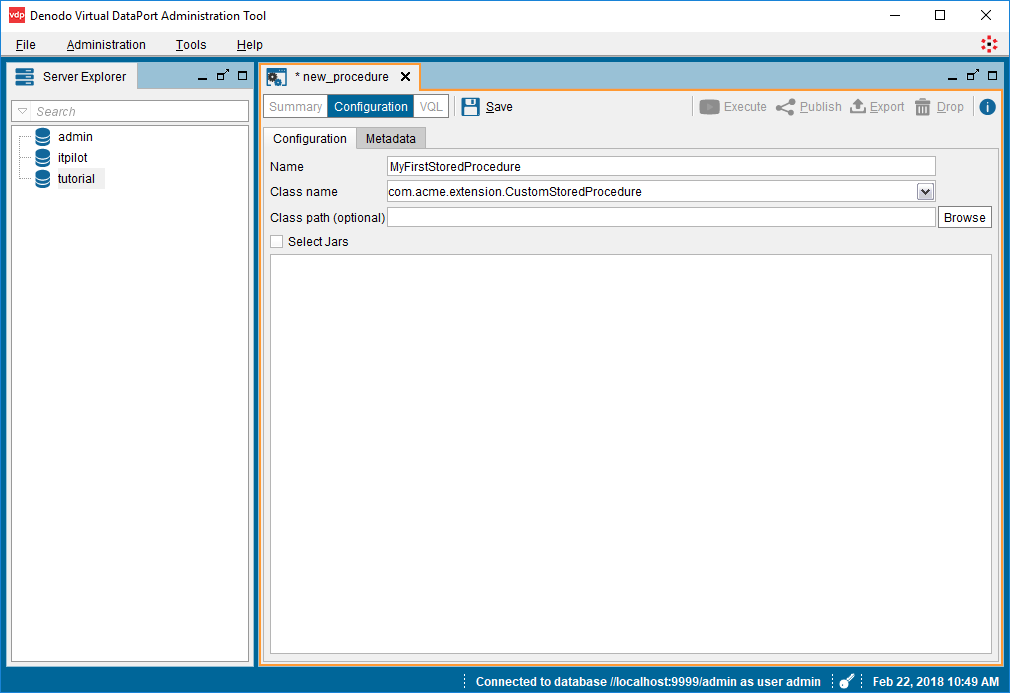 vdp Denodo Virtual DataPort Administration Tool
File Administration Tools Help
Server Explorer
* new_procedure
Search
Summary Configuration VQL Save Execute Publish Export Drop i
admin
itpilot
tutorial
Configuration Metadata
Name MyFirstStoredProcedure
Class name com.acme.extension.CustomStoredProcedure
Class path (optional) Browse
Select Jars
Connected to database //localhost:9999/admin as user admin Feb 22, 2018 10:49 AM